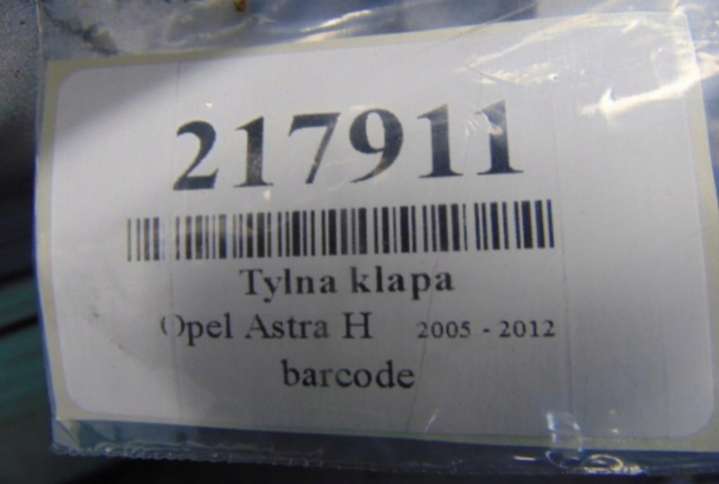 217911
Tylna klapa
Opel Astra H 2005 - 2012
barcode